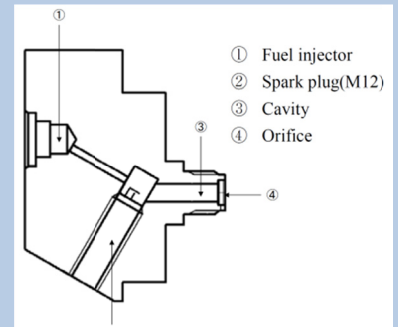 ①
① Fuel injector
② Spark plug(M12)
③ Cavity
④ Orifice
③
④